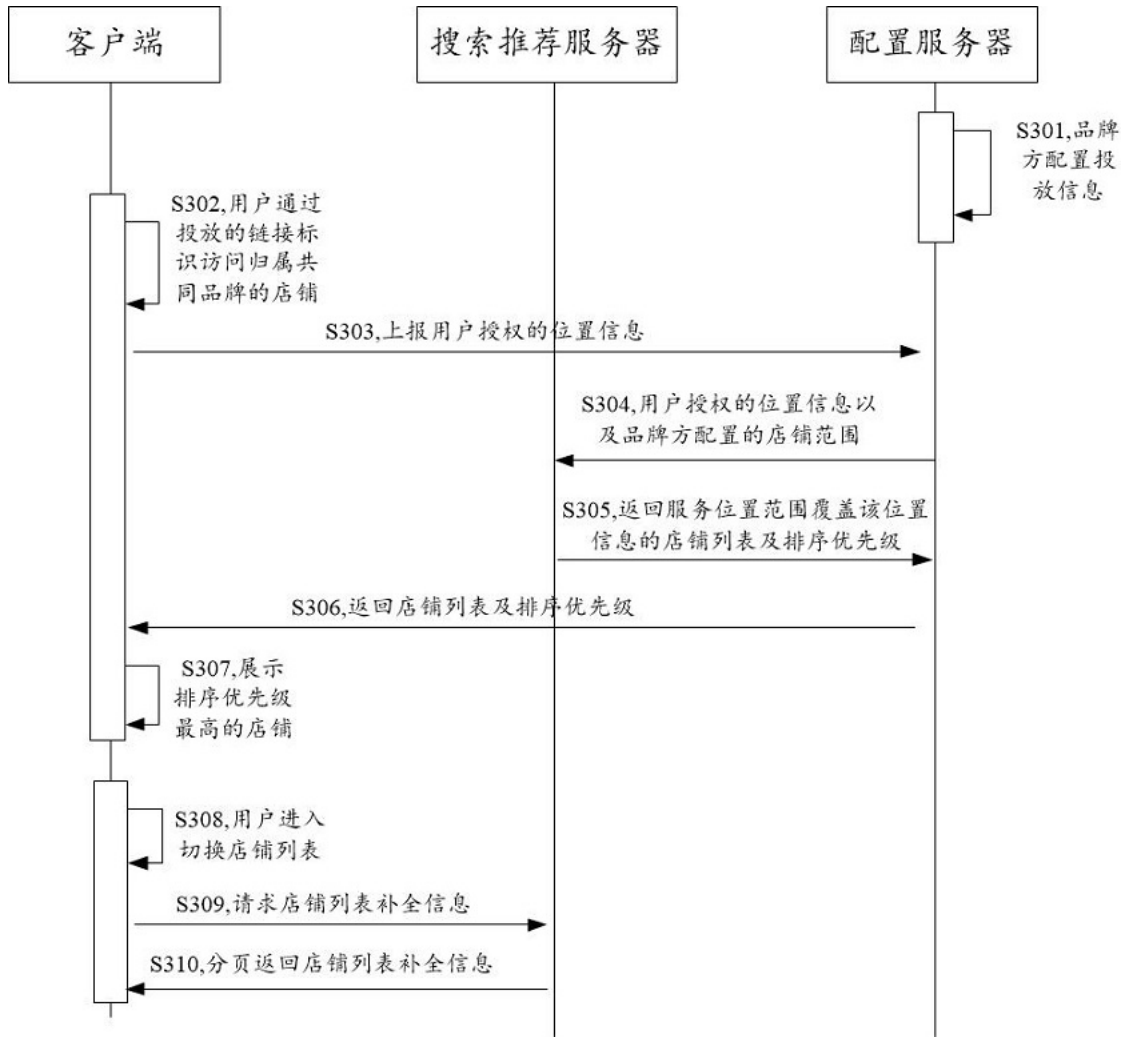 客户端
搜索推荐服务器
配置服务器
S301,品牌
方配置投
放信息
S302,用户通过
投放的链接标
识访问归属共
同品牌的店铺
S303,上报用户授权的位置信息
S304,用户授权的位置信息以
及品牌方配置的店铺范围
S305,返回服务位置范围覆盖该位置
信息的店铺列表及排序优先级
S306,返回店铺列表及排序优先级
S307,展示
排序优先级
最高的店铺
S308,用户进入
切换店铺列表
S309,请求店铺列表补全信息
S310,分页返回店铺列表补全信息